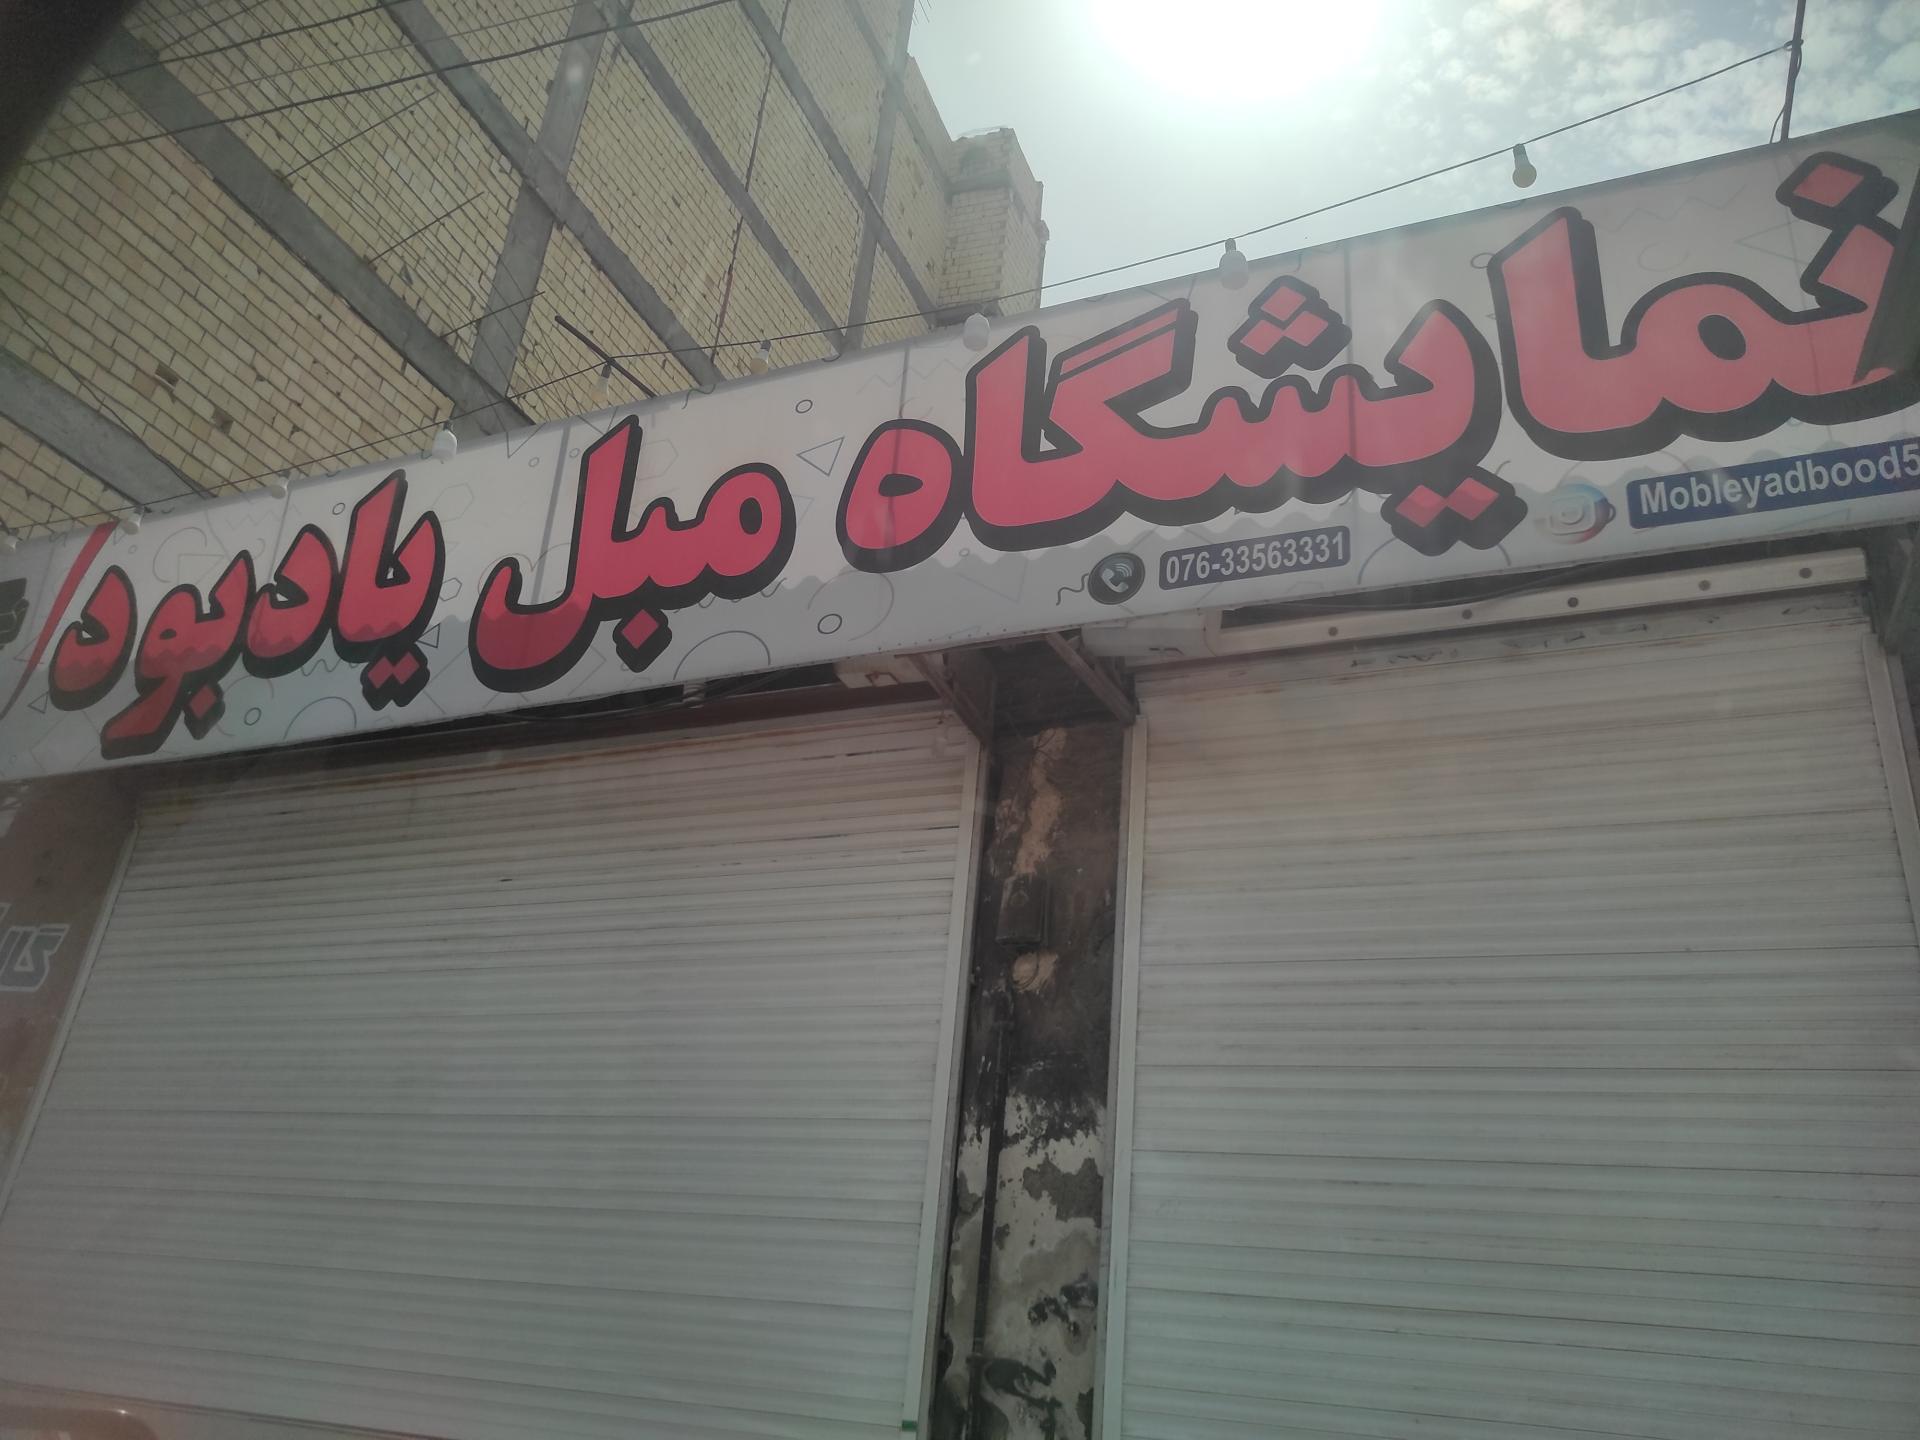 نمایشگاه مبل یادبود
Mobleyadbood5
076-33563331